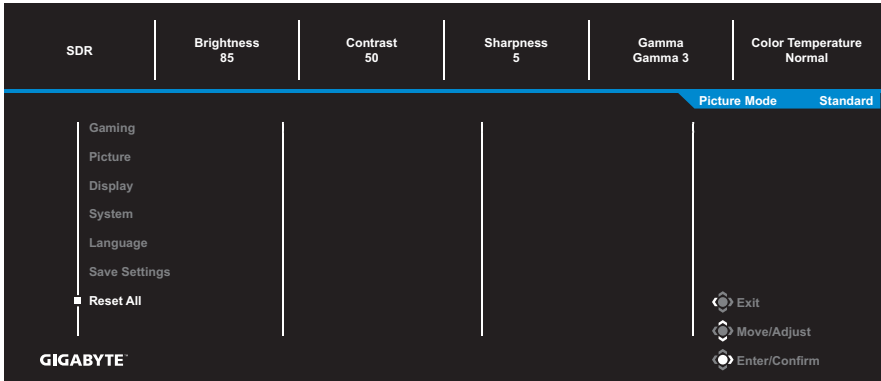 SDR
Brightness
85
Contrast
50
Sharpness
5
Gamma
Gamma 3
Color Temperature
Normal
Picture Mode Standard
Gaming
Picture
Display
System
Language
Save Settings
Reset All
Exit
Move/Adjust
Enter/Confirm
GIGABYTE™